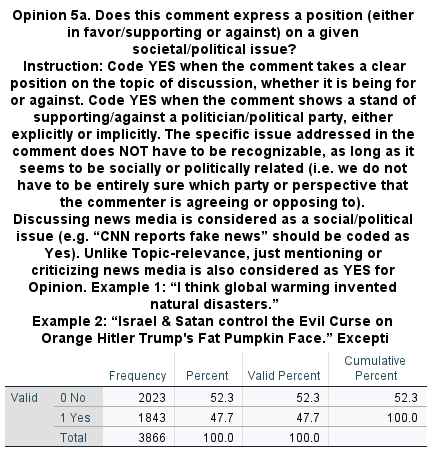 Opinion 5a. Does this comment express a position (either
in favor/supporting or against) on a given
societal/political issue?
Instruction: Code YES when the comment takes a clear
position on the topic of discussion, whether it is being for
or against. Code YES when the comment shows a stand of
supporting/against a politician/political party, either
explicitly or implicitly. The specific issue addressed in the
comment does NOT have to be recognizable, as long as it
seems to be socially or politically related (i.e. we do not
have to be entirely sure which party or perspective that
the commenter is agreeing or opposing to).
Discussing news media is considered as a social/political
issue (e.g. “CNN reports fake news” should be coded as
Yes). Unlike Topic-relevance, just mentioning or
criticizing news media is also considered as YES for
Opinion. Example 1: “I think global warming invented
natural disasters.”
Example 2: “Israel & Satan control the Evil Curse on
Orange Hitler Trump's Fat Pumpkin Face.” Excepti
Frequency Percent Valid Percent Cumulative Percent
Valid 0 No 2023 52.3 52.3 52.3
1 Yes 1843 47.7 47.7 100.0
Total 3866 100.0 100.0